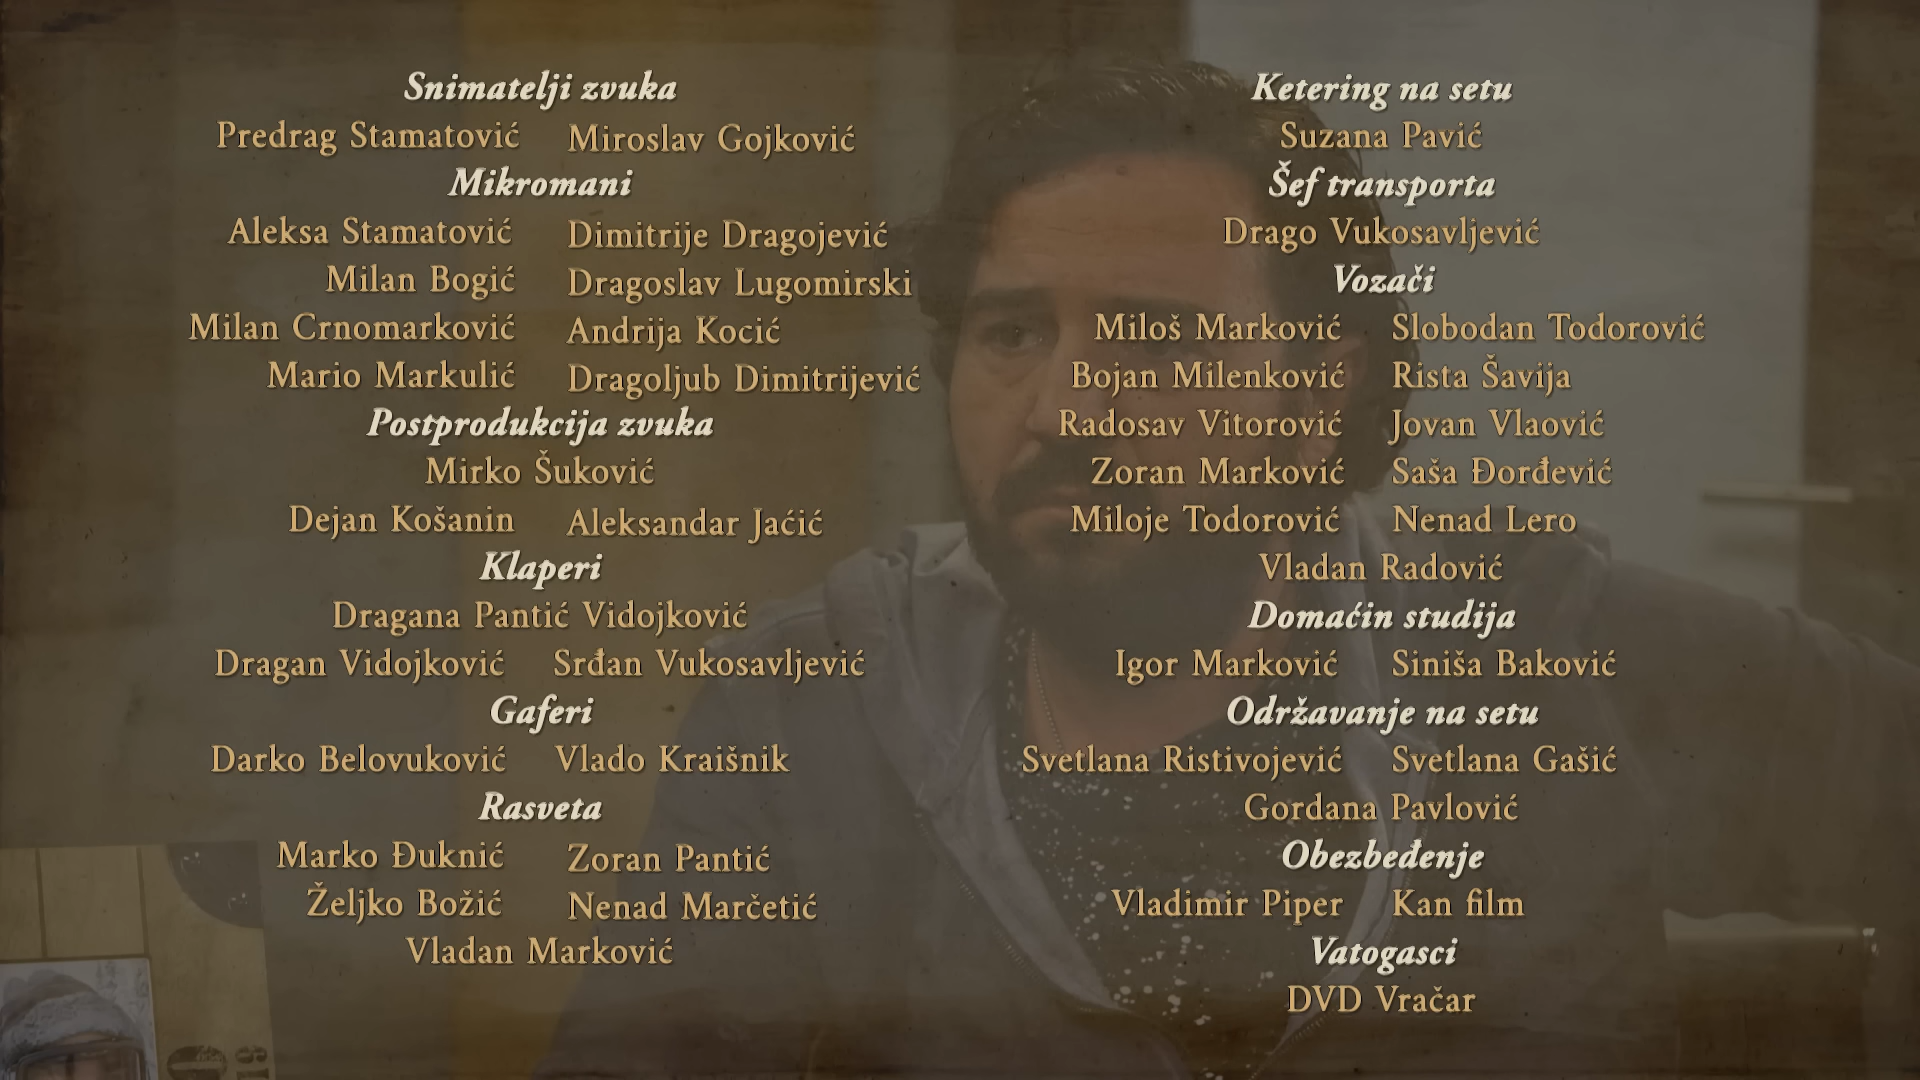 Snimatelji zvuka
Predrag Stamatović Miroslav Gojković
Mikromani
Aleksa Stamatović Dimitrije Dragojević
Milan Bogić Dragoslav Lugomirski
Milan Crnomarković Andrija Kocić
Mario Markulić Dragoljub Dimitrijević
Postprodukcija zvuka
Mirko Šuković
Dejan Košanin Aleksandar Jaćić
Klaperi
Dragana Pantić Vidojković
Dragan Vidojković Srđan Vukosavljević
Gaferi
Darko Belovuković Vlado Kraišnik
Rasveta
Marko Đuknić Zoran Pantić
Željko Božić Nenad Marčetić
Vladan Marković
Ketering na setu
Suzana Pavić
Šef transporta
Drago Vukosavljević
Vozači
Miloš Marković Slobodan Todorović
Bojan Milenković Rista Šavija
Radosav Vitorović Jovan Vlaović
Zoran Marković Saša Đorđević
Miloje Todorović Nenad Lero
Vladan Radović
Domaćin studija
Igor Marković Siniša Baković
Održavanje na setu
Svetlana Ristivojević Svetlana Gašić
Gordana Pavlović
Obezbeđenje
Vladimir Piper Kan film
Vatogasci
DVD Vračar